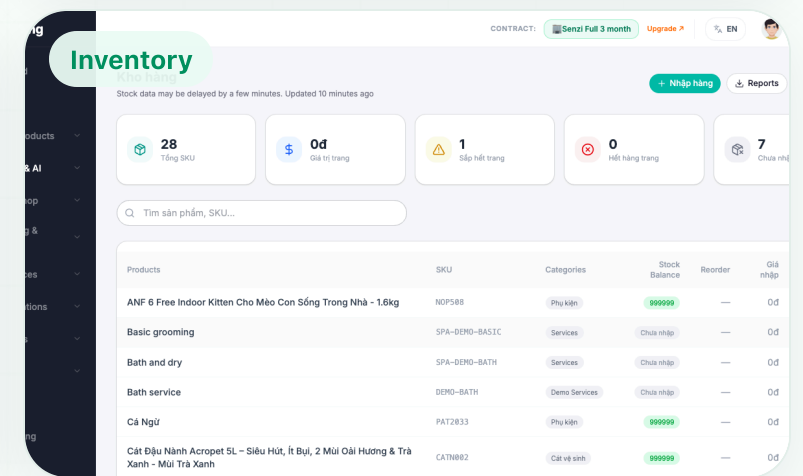 ng
CONTRACT:
Senzi Full 3 month
Upgrade ↗
EN
Inventory
Kho hàng
Stock data may be delayed by a few minutes. Updated 10 minutes ago
+ Nhập hàng
Reports
oducts
& AI
op
g &
ces
tions
s
ng
28
Tổng SKU
0đ
Giá trị trang
1
Sắp hết trang
0
Hết hàng trang
7
Chưa nhậ
Tìm sản phẩm, SKU...
Products
SKU
Categories
Stock Balance
Reorder
Giá nhập
ANF 6 Free Indoor Kitten Cho Mèo Con Sống Trong Nhà - 1.6kg
NOP508
Phụ kiện
999999
—
0đ
Basic grooming
SPA-DEMO-BASIC
Services
Chưa nhập
—
0đ
Bath and dry
SPA-DEMO-BATH
Services
Chưa nhập
—
0đ
Bath service
DEMO-BATH
Demo Services
Chưa nhập
—
0đ
Cá Ngừ
PAT2033
Phụ kiện
999999
—
0đ
Cát Đậu Nành Acropet 5L – Siêu Hút, Ít Bụi, 2 Mùi Oải Hương & Trà
Xanh - Mùi Trà Xanh
CATN002
Cát vệ sinh
999999
—
0đ